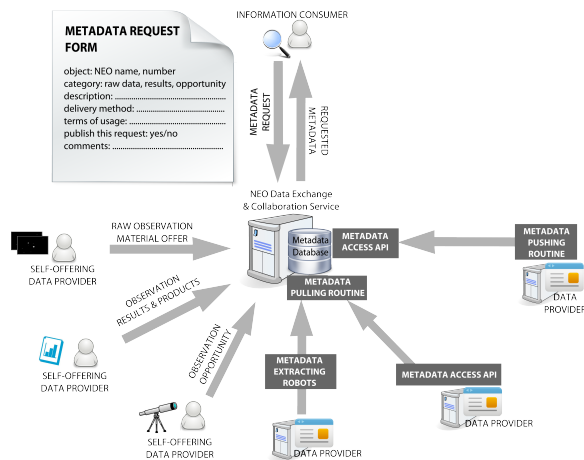 INFORMATION CONSUMER
METADATA REQUEST
FORM
object: NEO name, number
category: raw data, results, opportunity
description: ................................................
delivery method: .......................................
terms of usage: ..........................................
publish this request: yes/no
comments: ................................................
METADATA
REQUEST
REQUESTED
METADATA
NEO Data Exchange
& Collaboration Service
Metadata
Database
METADATA
ACCESS API
METADATA
PULLING ROUTINE
RAW OBSERVATION
MATERIAL OFFER
SELF-OFFERING
DATA PROVIDER
METADATA
PUSHING
ROUTINE
DATA
PROVIDER
OBSERVATION
RESULTS & PRODUCTS
SELF-OFFERING
DATA PROVIDER
OBSERVATION
OPPORTUNITY
SELF-OFFERING
DATA PROVIDER
METADATA
EXTRACTING
ROBOTS
DATA PROVIDER
METADATA ACCESS API
DATA PROVIDER